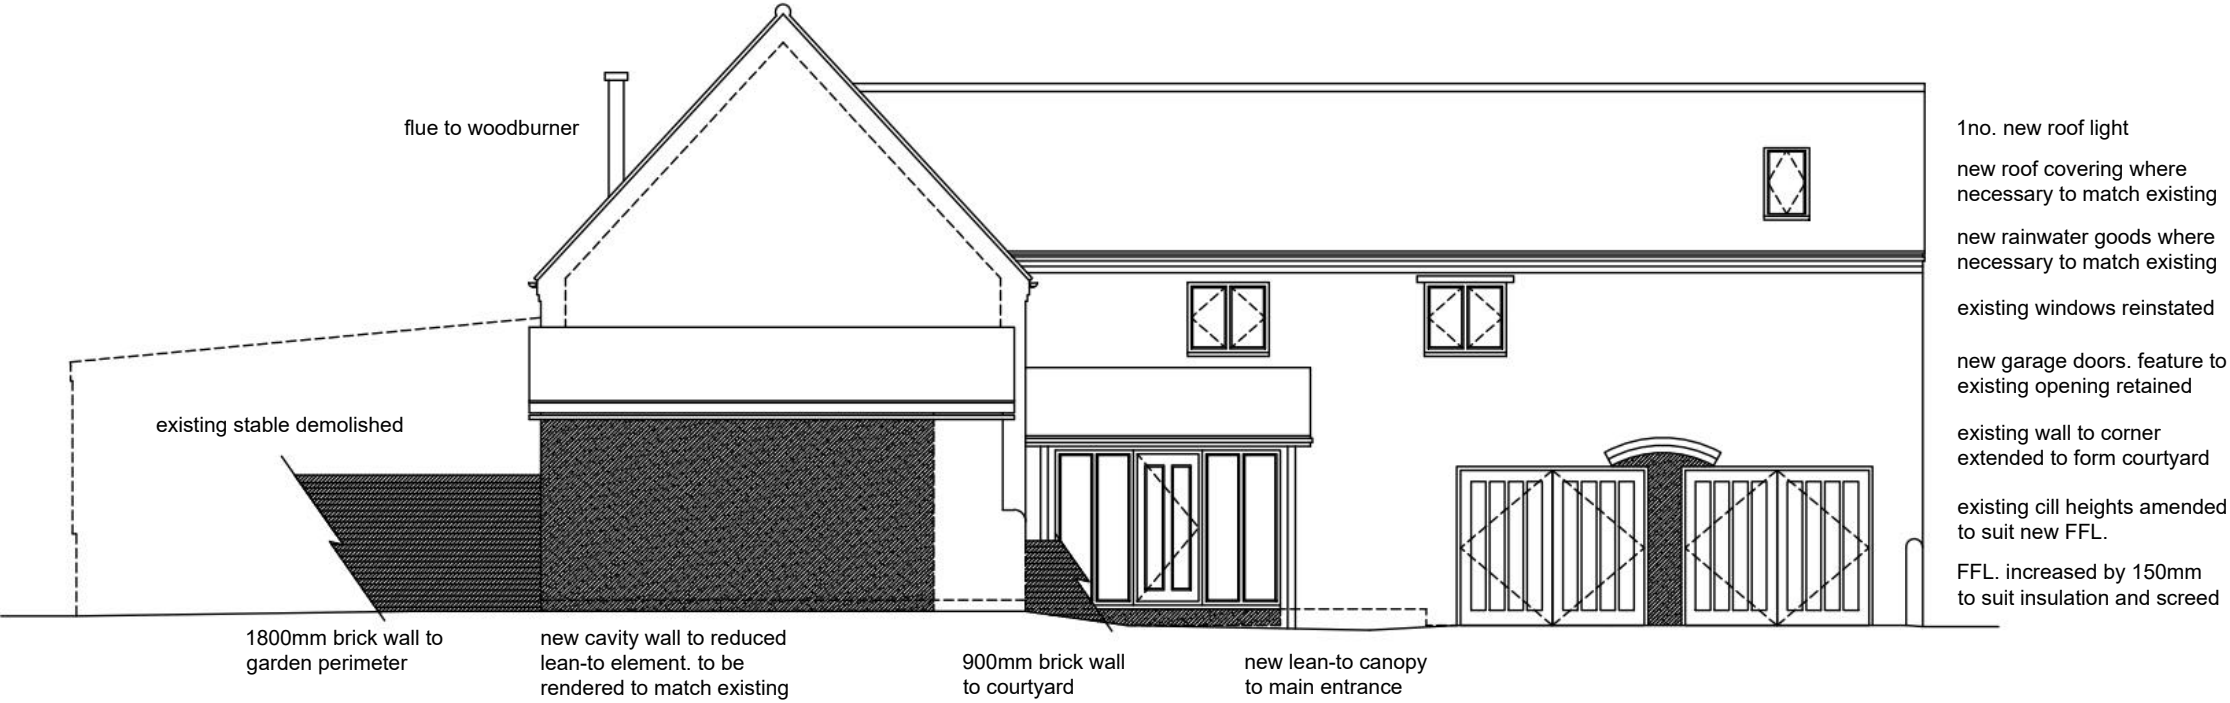 flue to woodburner
existing stable demolished
1800mm brick wall to
garden perimeter
new cavity wall to reduced
lean-to element. to be
rendered to match existing
900mm brick wall
to courtyard
new lean-to canopy
to main entrance
1no. new roof light
new roof covering where
necessary to match existing
new rainwater goods where
necessary to match existing
existing windows reinstated
new garage doors. feature to
existing opening retained
existing wall to corner
extended to form courtyard
existing cill heights amended
to suit new FFL.
FFL. increased by 150mm
to suit insulation and screed